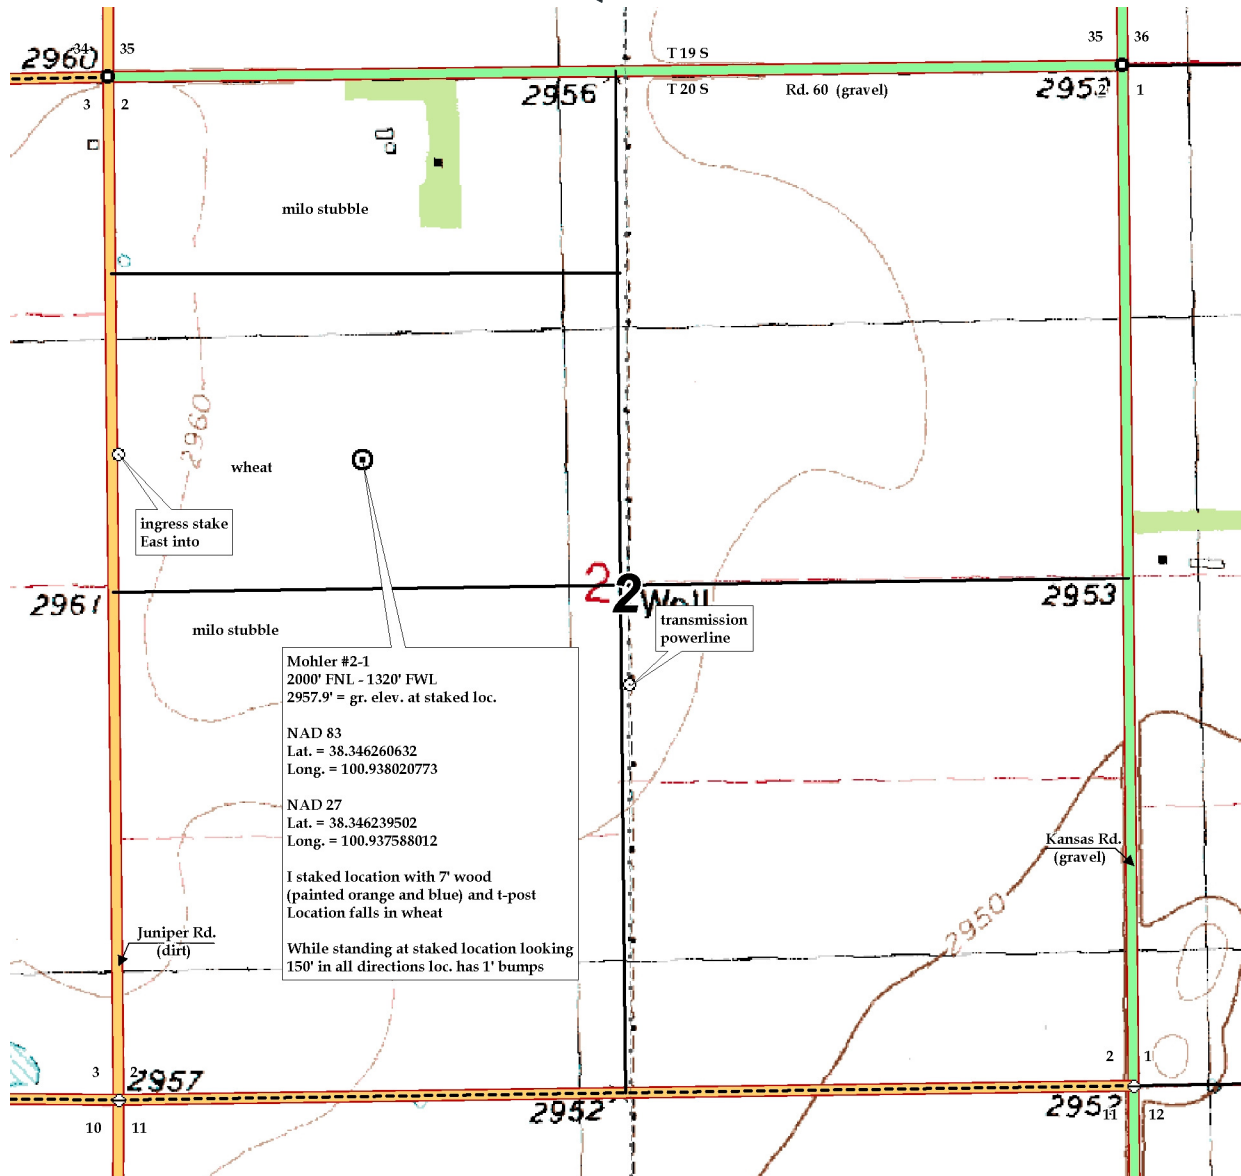 34 35
35 36
2960
T 19 S
3 2
2956
T 20 S
Rd. 60 (gravel)
2 1
milo stubble
2960
wheat
ingress stake
East into
2961
2
2
Well
2953
milo stubble
transmission
powerline
Mohler #2-1
2000' FNL - 1320' FWL
2957.9' = gr. elev. at staked loc.
NAD 83
Lat. = 38.346260632
Long. = 100.938020773
NAD 27
Lat. = 38.346239502
Long. = 100.937588012
I staked location with 7' wood
(painted orange and blue) and t-post
Location falls in wheat
While standing at staked location looking
150' in all directions loc. has 1' bumps
Kansas Rd.
(gravel)
2950
Juniper Rd.
(dirt)
3 2
2957
2 1
2952
11 12
10 11